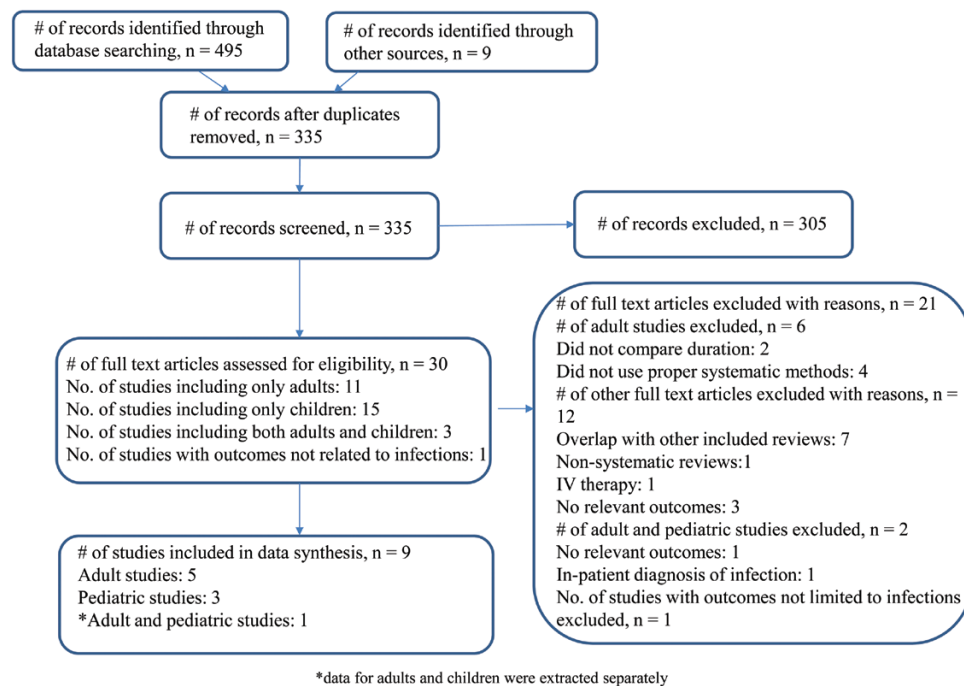 # of records identified through
database searching, n = 495
# of records identified through
other sources, n = 9
# of records after duplicates
removed, n = 335
# of records screened, n = 335
# of records excluded, n = 305
# of full text articles assessed for eligibility, n = 30
No. of studies including only adults: 11
No. of studies including only children: 15
No. of studies including both adults and children: 3
No. of studies with outcomes not related to infections: 1
# of full text articles excluded with reasons, n = 21
# of adult studies excluded, n = 6
Did not compare duration: 2
Did not use proper systematic methods: 4
# of other full text articles excluded with reasons, n =
12
Overlap with other included reviews: 7
Non-systematic reviews:1
IV therapy: 1
No relevant outcomes: 3
# of adult and pediatric studies excluded, n = 2
No relevant outcomes: 1
In-patient diagnosis of infection: 1
No. of studies with outcomes not limited to infections
excluded, n = 1
# of studies included in data synthesis, n = 9
Adult studies: 5
Pediatric studies: 3
*Adult and pediatric studies: 1
*data for adults and children were extracted separately